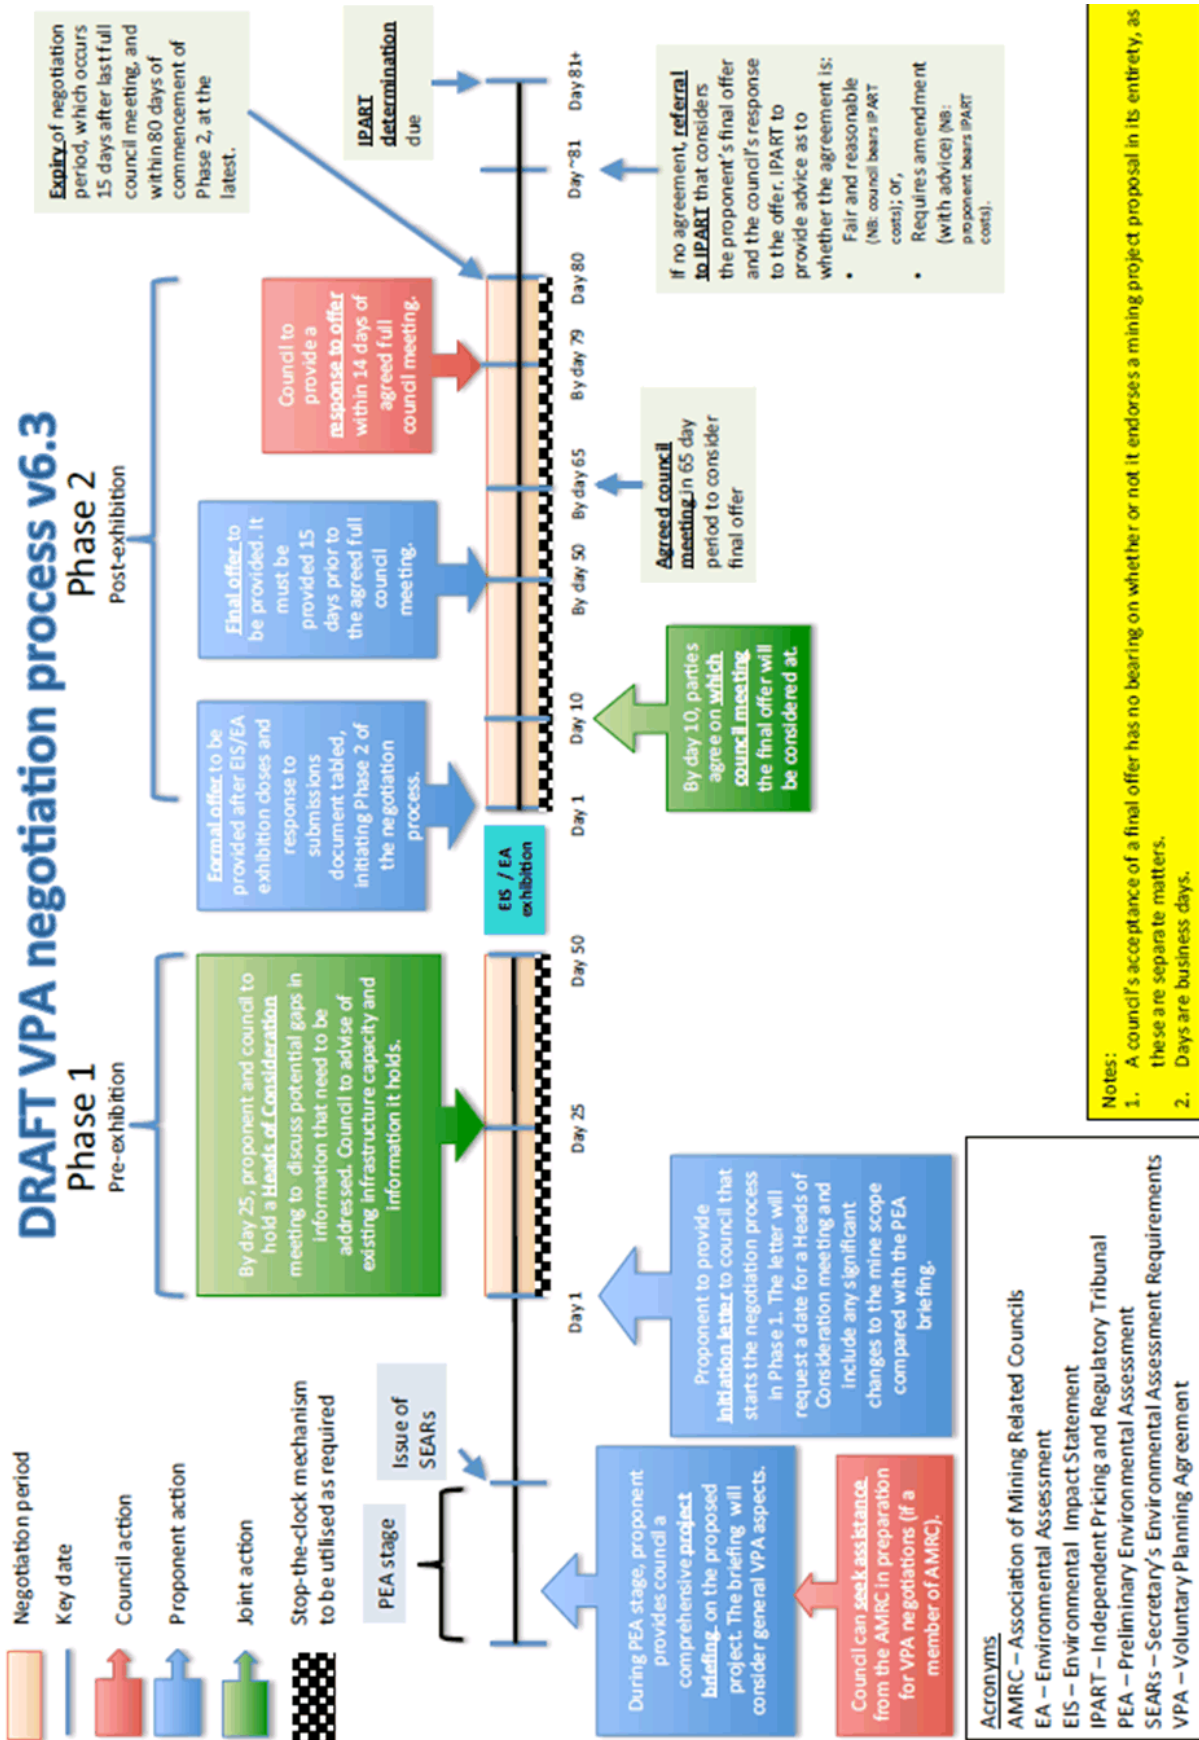 DRAFT VPA negotiation process v6.3
Negotiation period
Key date
Council action
Proponent action
Joint action
Stop-the-clock mechanism
to be utilised as required
Phase 1
Pre-exhibition
Phase 2
Post-exhibition
By day 25, proponent and council to
hold a Heads of Consideration
meeting to discuss potential gaps in
information that need to be
addressed. Council to advise of
existing infrastructure capacity and
information it holds.
Formal offer to be
provided after EIS/EA
exhibition closes and
response to
submissions
document tabled,
initiating Phase 2 of
the negotiation
process.
Final offer to
be provided. It
must be
provided 15
days prior to
the agreed full
council
meeting.
Council to
provide a
response to offer
within 14 days of
agreed full
council meeting.
Expiry of negotiation
period, which occurs
15 days after last full
council meeting, and
within 80 days of
commencement of
Phase 2, at the
latest.
IPART
determination
due
PEA stage
Issue of
SEARs
EIS / EA
exhibition
Day 1
Day 25
Day 50
Day 1
Day 10
By day 50
By day 65
By day 79
Day 80
Day ~81
Day 81+
During PEA stage, proponent
provides council a
comprehensive project
briefing on the proposed
project. The briefing will
consider general VPA aspects.
Council can seek assistance
from the AMRC in preparation
for VPA negotiations (if a
member of AMRC).
Proponent to provide
initiation letter to council that
starts the negotiation process
in Phase 1. The letter will
request a date for a Heads of
Consideration meeting and
include any significant
changes to the mine scope
compared with the PEA
briefing.
By day 10, parties
agree on which
council meeting
the final offer will
be considered at.
Agreed council
meeting in 65 day
period to consider
final offer
If no agreement, referral
to IPART that considers
the proponent's final offer
and the council's response
to the offer. IPART to
provide advice as to
whether the agreement is:
• Fair and reasonable
(NB: council bears IPART
costs); or,
• Requires amendment
(with advice) (NB:
proponent bears IPART
costs).
Acronyms
AMRC – Association of Mining Related Councils
EA – Environmental Assessment
EIS – Environmental Impact Statement
IPART – Independent Pricing and Regulatory Tribunal
PEA – Preliminary Environmental Assessment
SEARs – Secretary's Environmental Assessment Requirements
VPA – Voluntary Planning Agreement
Notes:
1. A council's acceptance of a final offer has no bearing on whether or not it endorses a mining project proposal in its entirety, as
these are separate matters.
2. Days are business days.